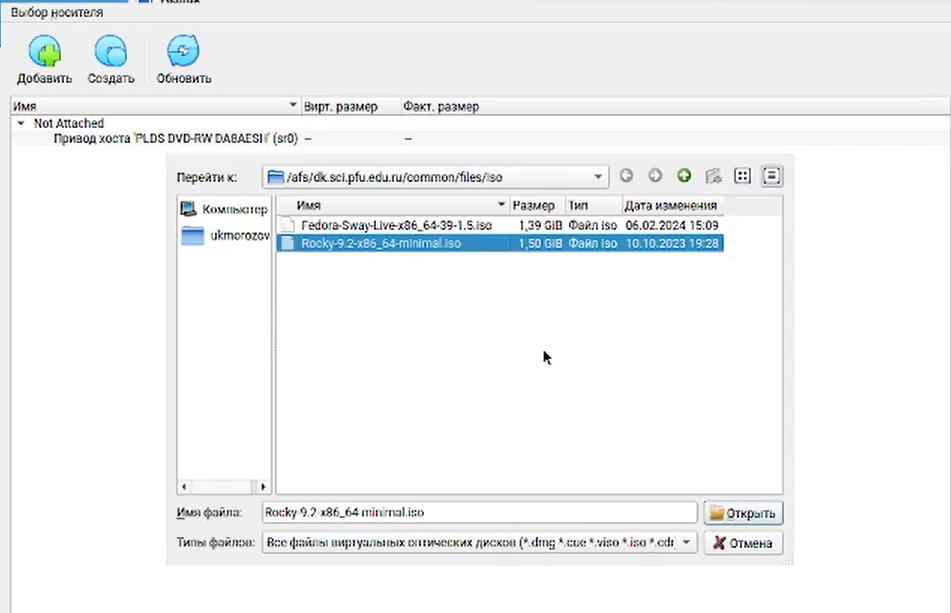 Выбор носителя
Добавить Создать Обновить
Имя Вирт. размер Факт. размер
Not Attached
Привод хоста 'PLDS DVD-RW DA8AESH' (sr0) – –
Перейти к: /afs/dk.sci.pfu.edu.ru/common/files/iso
Имя Размер Тип Дата изменения
Компьютер
ukmorozov
Fedora-Sway-Live-x86_64-39-1.5.iso 1,39 GiB Файл iso 06.02.2024 15:09
Rocky-9.2-x86_64-minimal.iso 1,50 GiB Файл iso 10.10.2023 19:28
Имя файла: Rocky-9.2-x86_64-minimal.iso Открыть
Типы файлов: Все файлы виртуальных оптических дисков (*.dmg *.cue *.viso *.iso *.cdr Отмена